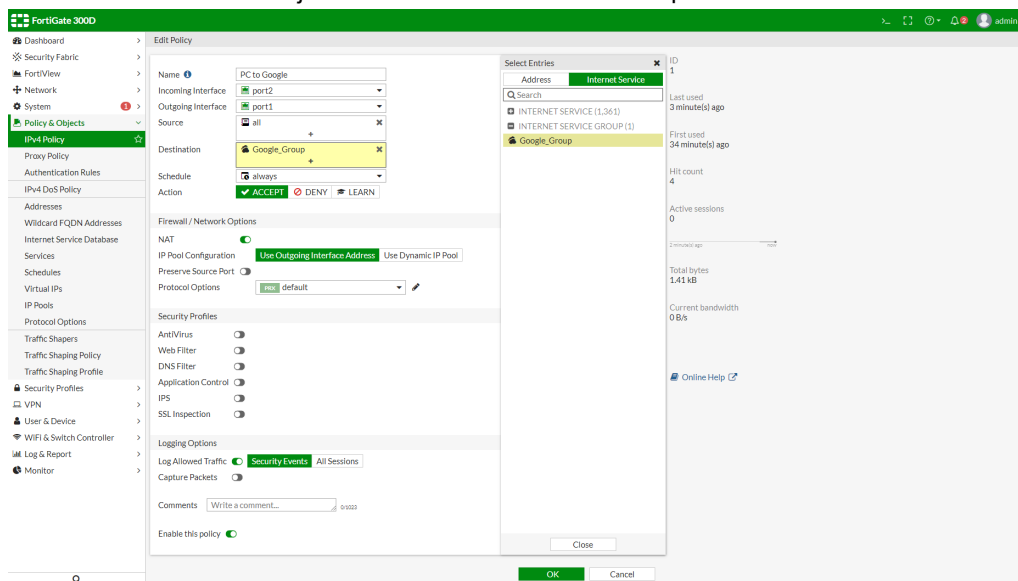 FortiGate 300D
>_
admin
Dashboard
Security Fabric
FortiView
Network
System
1
Policy & Objects
IPv4 Policy
Proxy Policy
Authentication Rules
IPv4 DoS Policy
Addresses
Wildcard FQDN Addresses
Internet Service Database
Services
Schedules
Virtual IPs
IP Pools
Protocol Options
Traffic Shapers
Traffic Shaping Policy
Traffic Shaping Profile
Security Profiles
VPN
User & Device
WiFi & Switch Controller
Log & Report
Monitor
Edit Policy
Name PC to Google
Incoming Interface port2
Outgoing Interface port1
Source all
+
Destination Google_Group
+
Schedule always
Action ACCEPT DENY LEARN
Firewall / Network Options
NAT
IP Pool Configuration Use Outgoing Interface Address Use Dynamic IP Pool
Preserve Source Port
Protocol Options PRX default
Security Profiles
AntiVirus
Web Filter
DNS Filter
Application Control
IPS
SSL Inspection
Logging Options
Log Allowed Traffic Security Events All Sessions
Capture Packets
Comments Write a comment... 0/1023
Enable this policy
Select Entries
Address Internet Service
Search
INTERNET SERVICE (1,361)
INTERNET SERVICE GROUP (1)
Google_Group
Close
OK Cancel
ID
1
Last used
3 minute(s) ago
First used
34 minute(s) ago
Hit count
4
Active sessions
0
2 minute(s) ago now
Total bytes
1.41 kB
Current bandwidth
0 B/s
Online Help